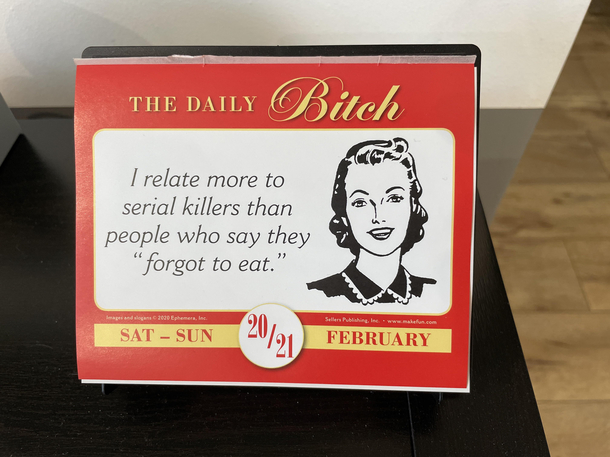 THE DAILY Bitch
I relate more to
serial killers than
people who say they
“forgot to eat.”
Images and slogans © 2020 Ephemera, Inc.
Sellers Publishing, Inc. • www.makefun.com
SAT – SUN
20/21
FEBRUARY